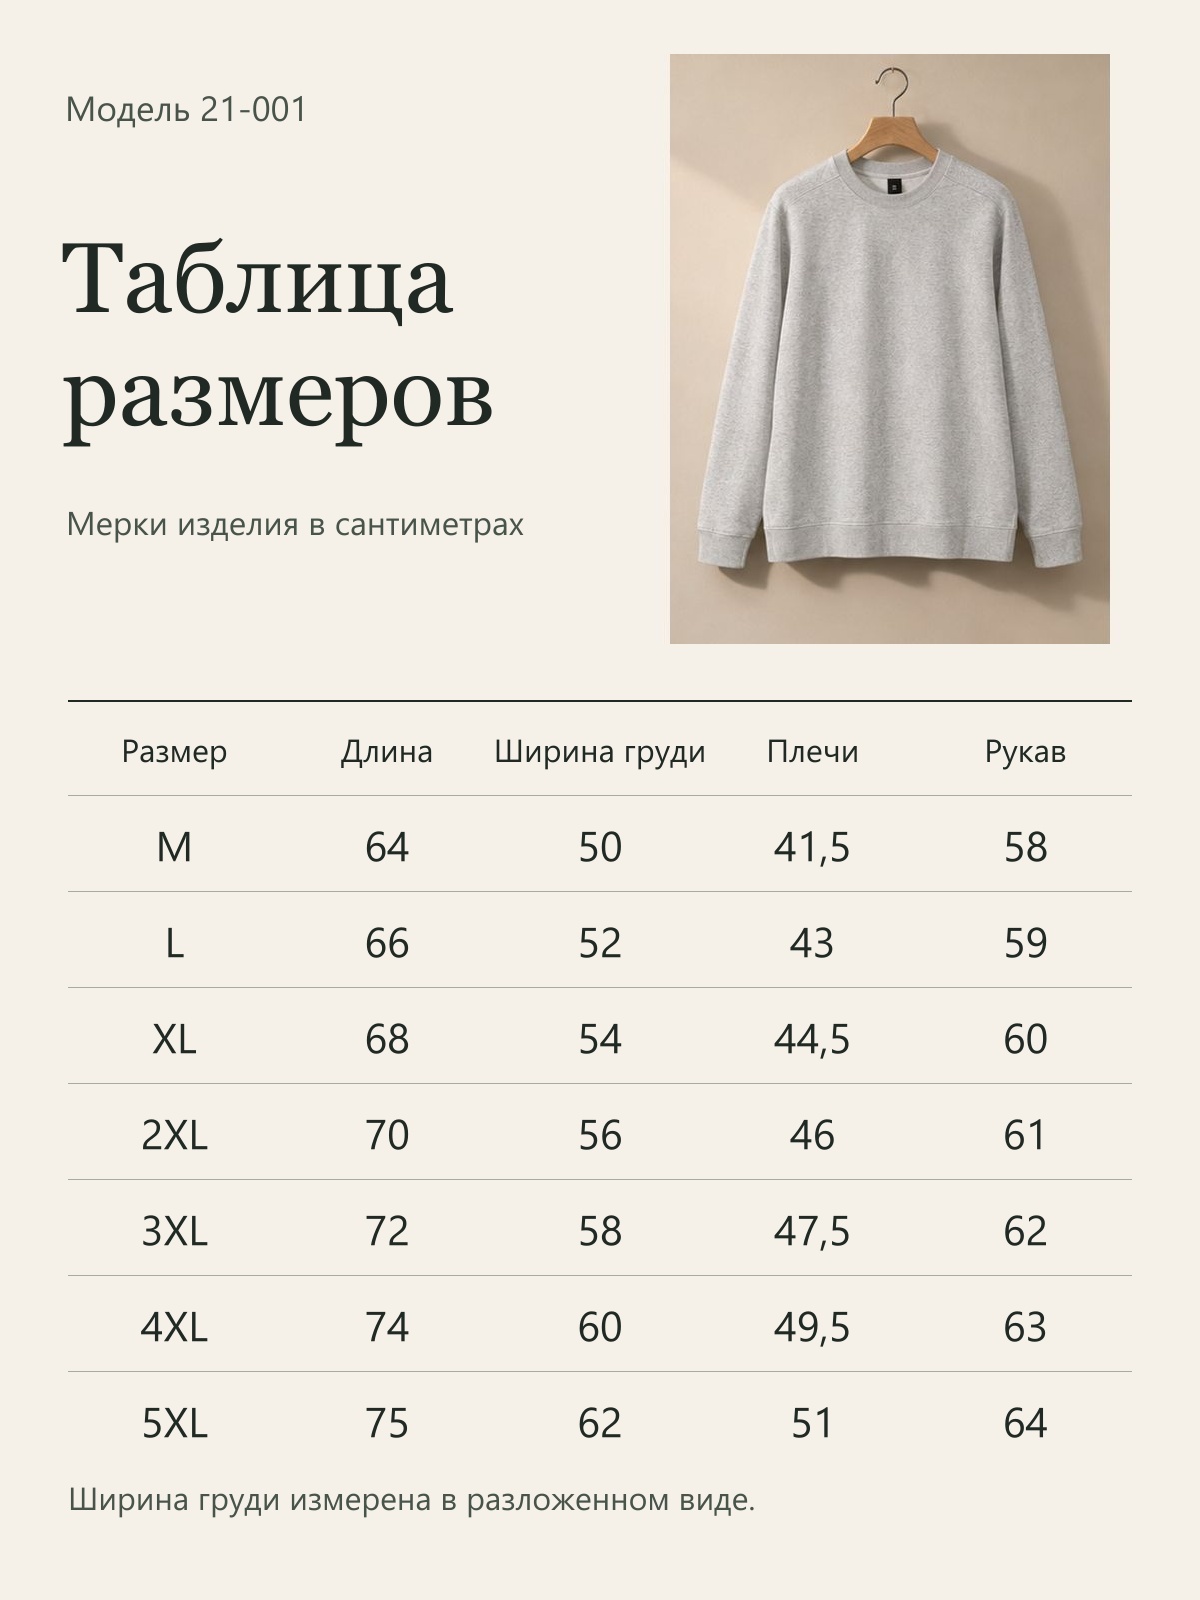 Модель 21-001
Таблица
размеров
Мерки изделия в сантиметрах
Размер Длина Ширина груди Плечи Рукав
M 64 50 41,5 58
L 66 52 43 59
XL 68 54 44,5 60
2XL 70 56 46 61
3XL 72 58 47,5 62
4XL 74 60 49,5 63
5XL 75 62 51 64
Ширина груди измерена в разложенном виде.